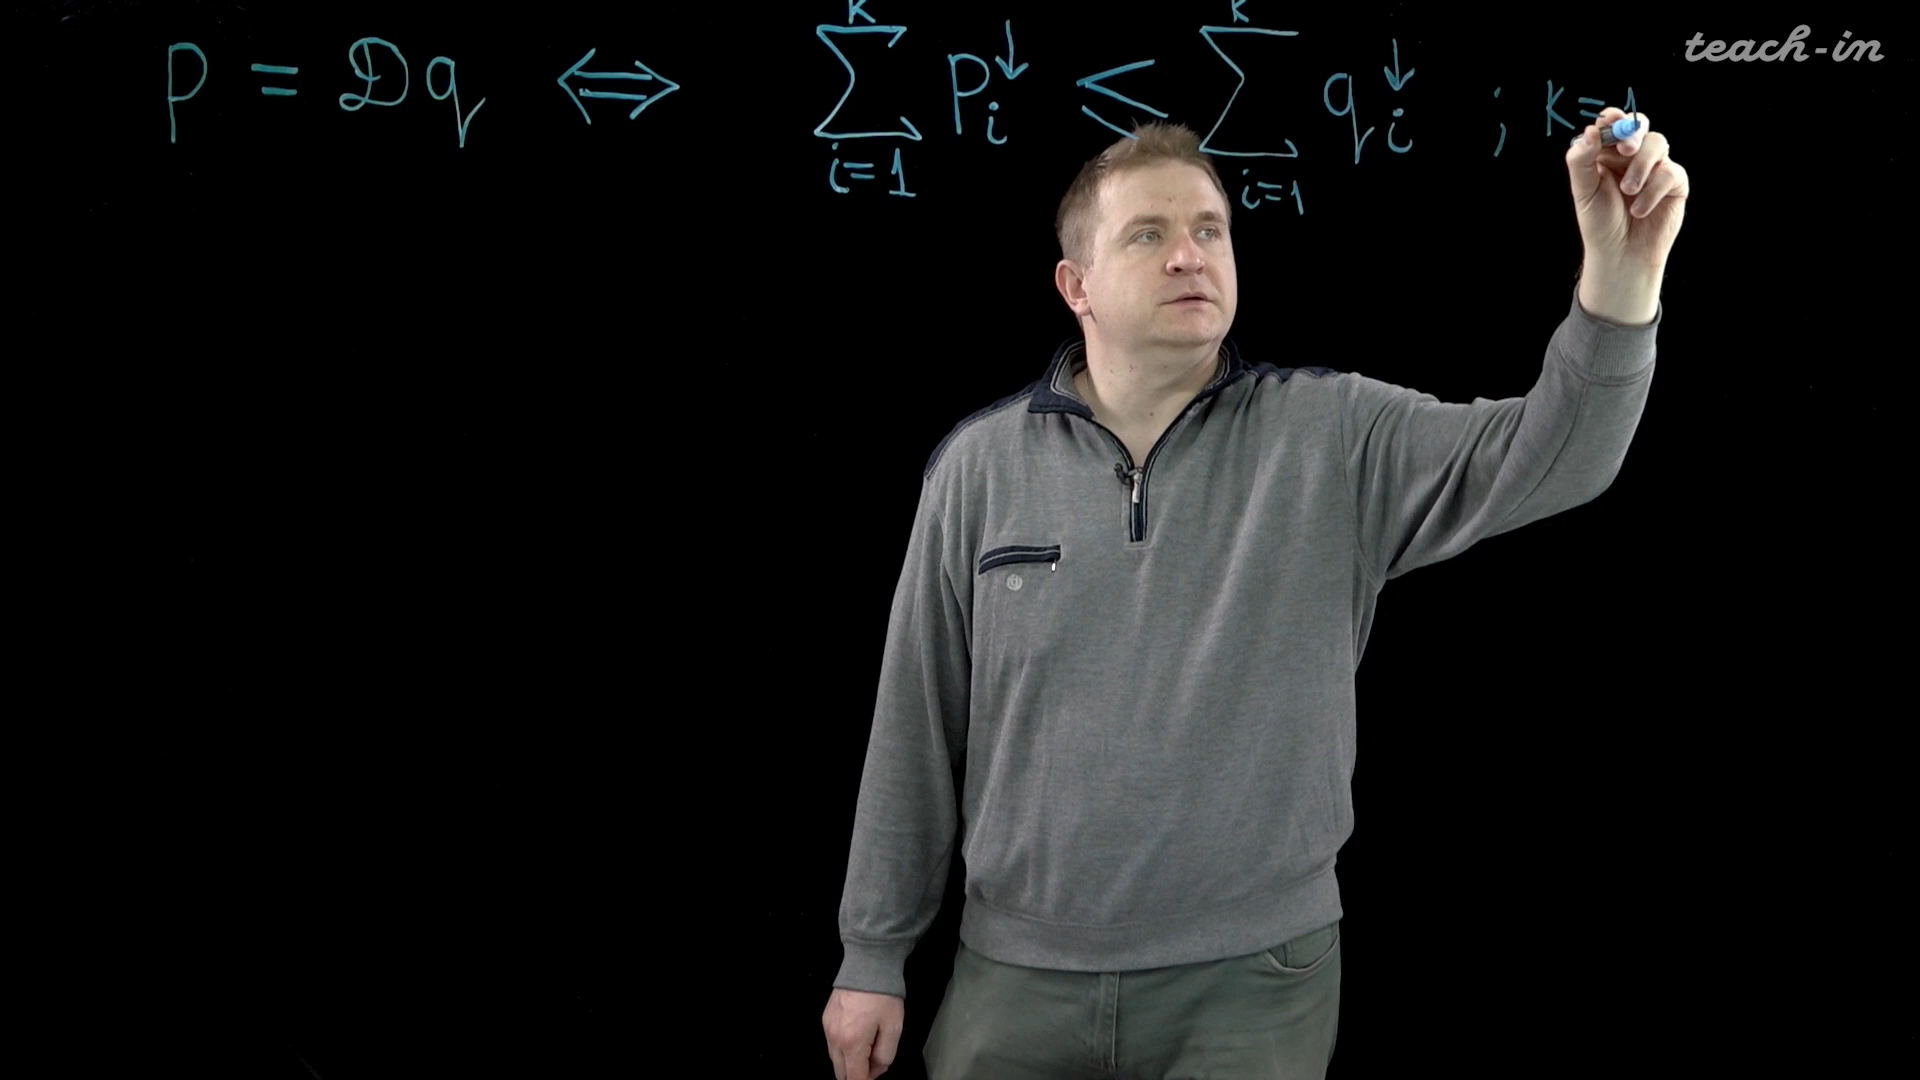 teach-in
P = Dq ⟺ ∑_{i=1}^{K} P_i^↓ ≤ ∑_{i=1}^{K} q_i^↓ ; K=1